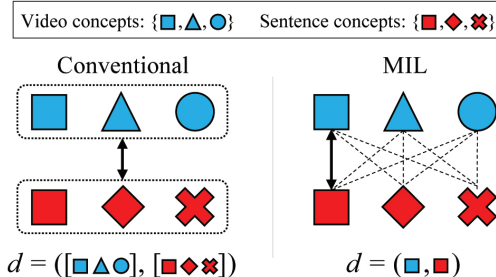 Video concepts: {■,▲,●} Sentence concepts: {■,◆,✖}
Conventional
MIL
d = ([■▲●], [■◆✖])
d = (■,■)